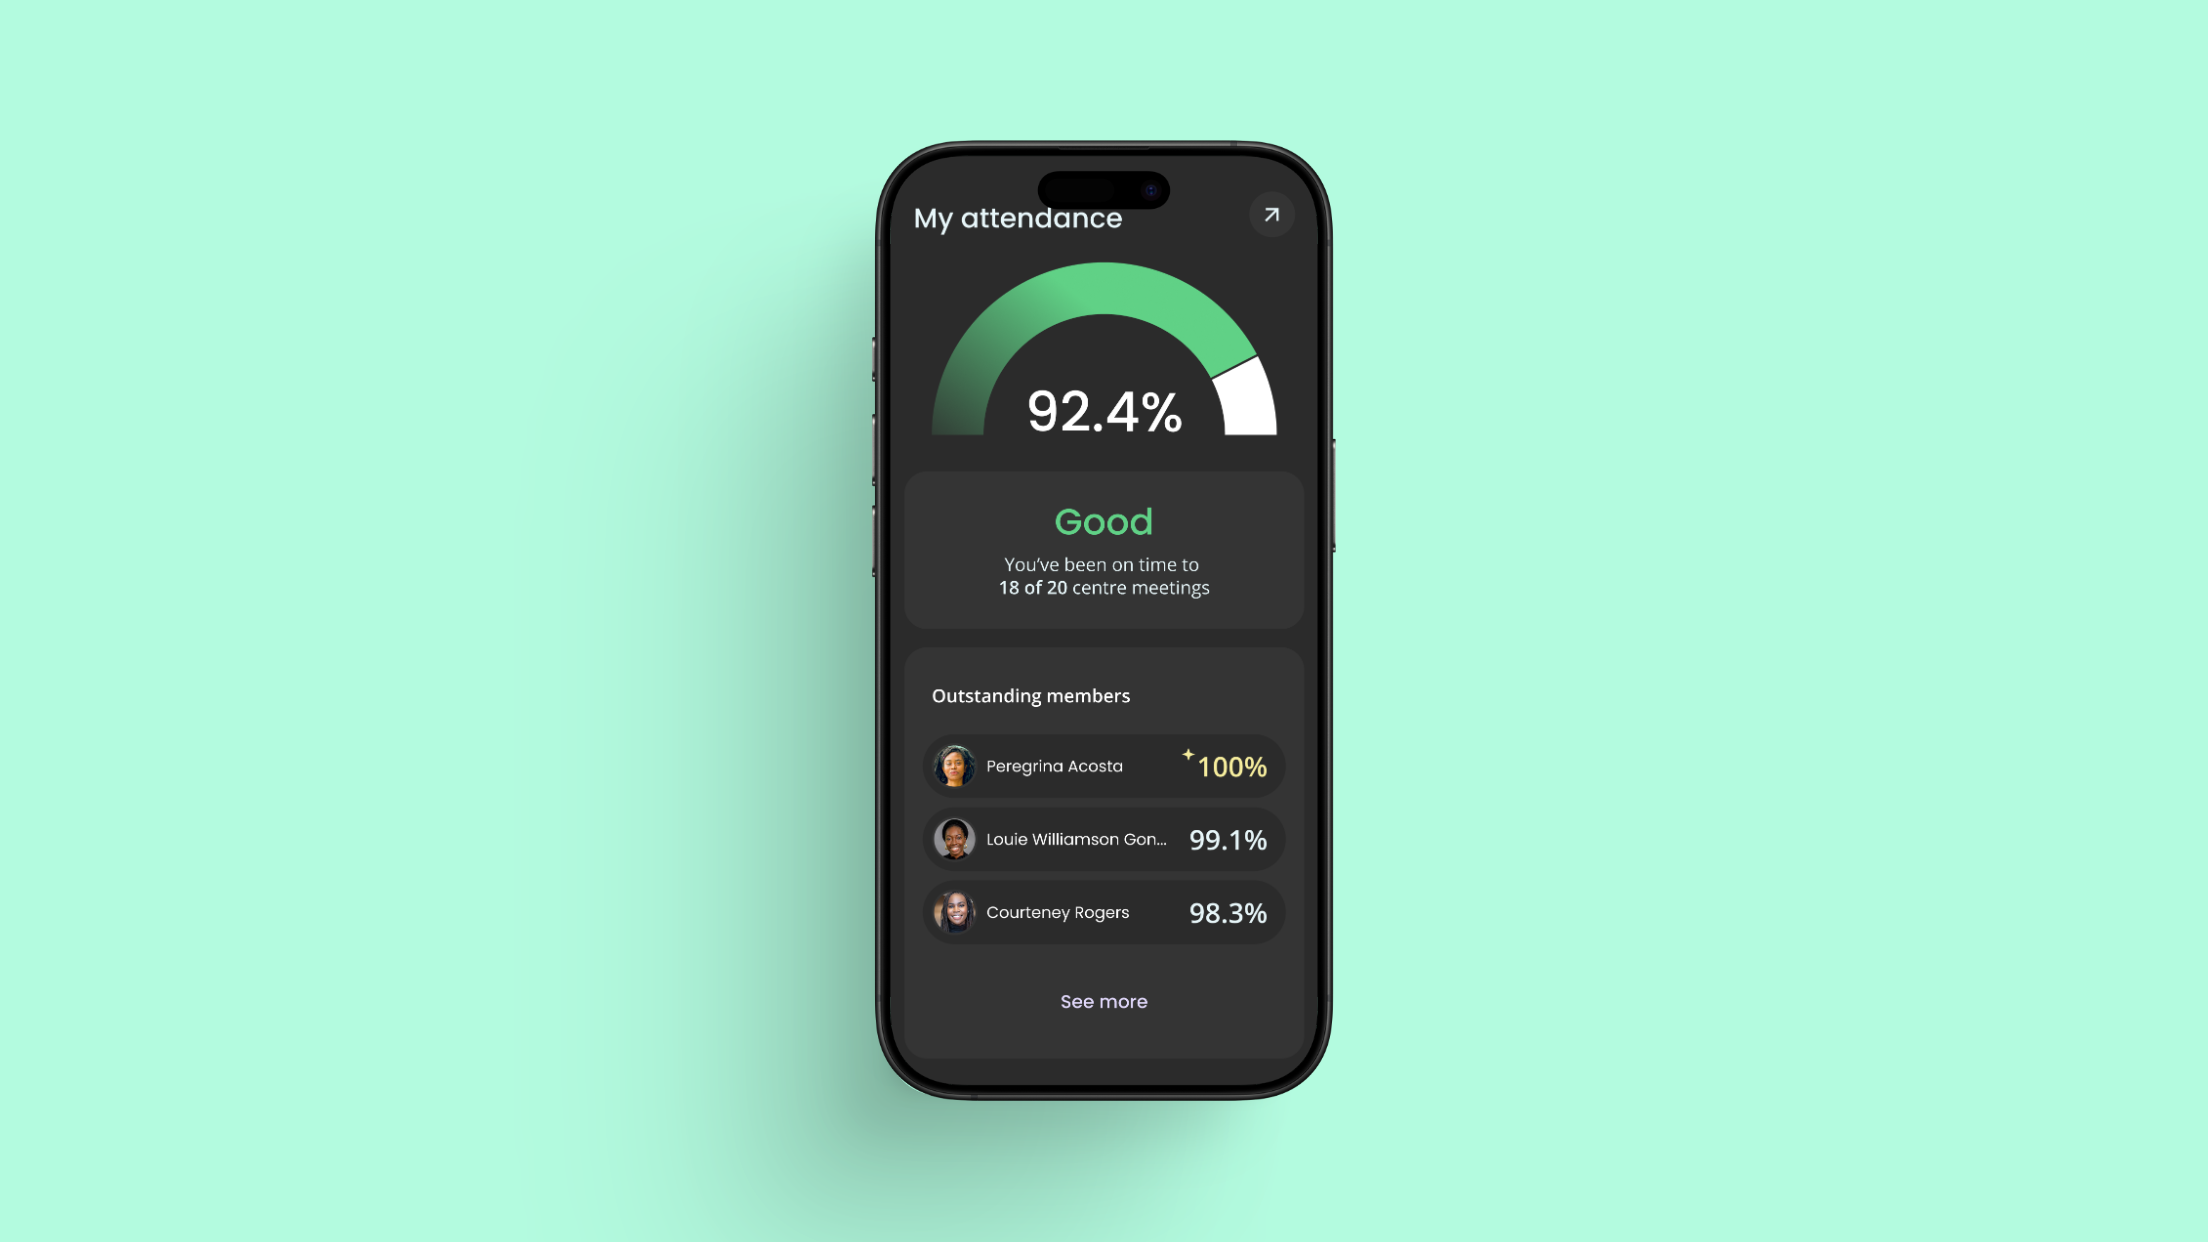 My attendance
92.4%
Good
You've been on time to
18 of 20 centre meetings
Outstanding members
Peregrina Acosta 100%
Louie Williamson Gon... 99.1%
Courteney Rogers 98.3%
See more